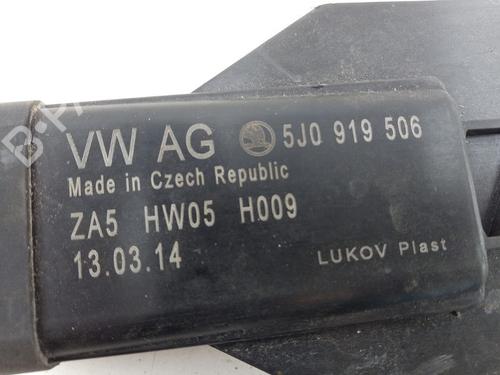 VW AG 5J0 919 506
Made in Czech Republic
ZA5 HW05 H009
13.03.14
LUKOV Plast